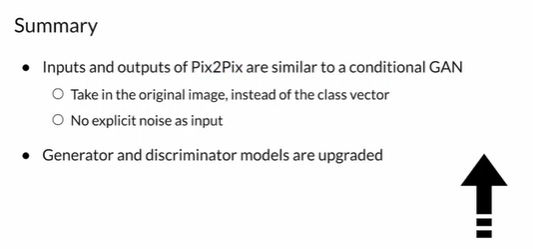 Summary
● Inputs and outputs of Pix2Pix are similar to a conditional GAN
○ Take in the original image, instead of the class vector
○ No explicit noise as input
● Generator and discriminator models are upgraded